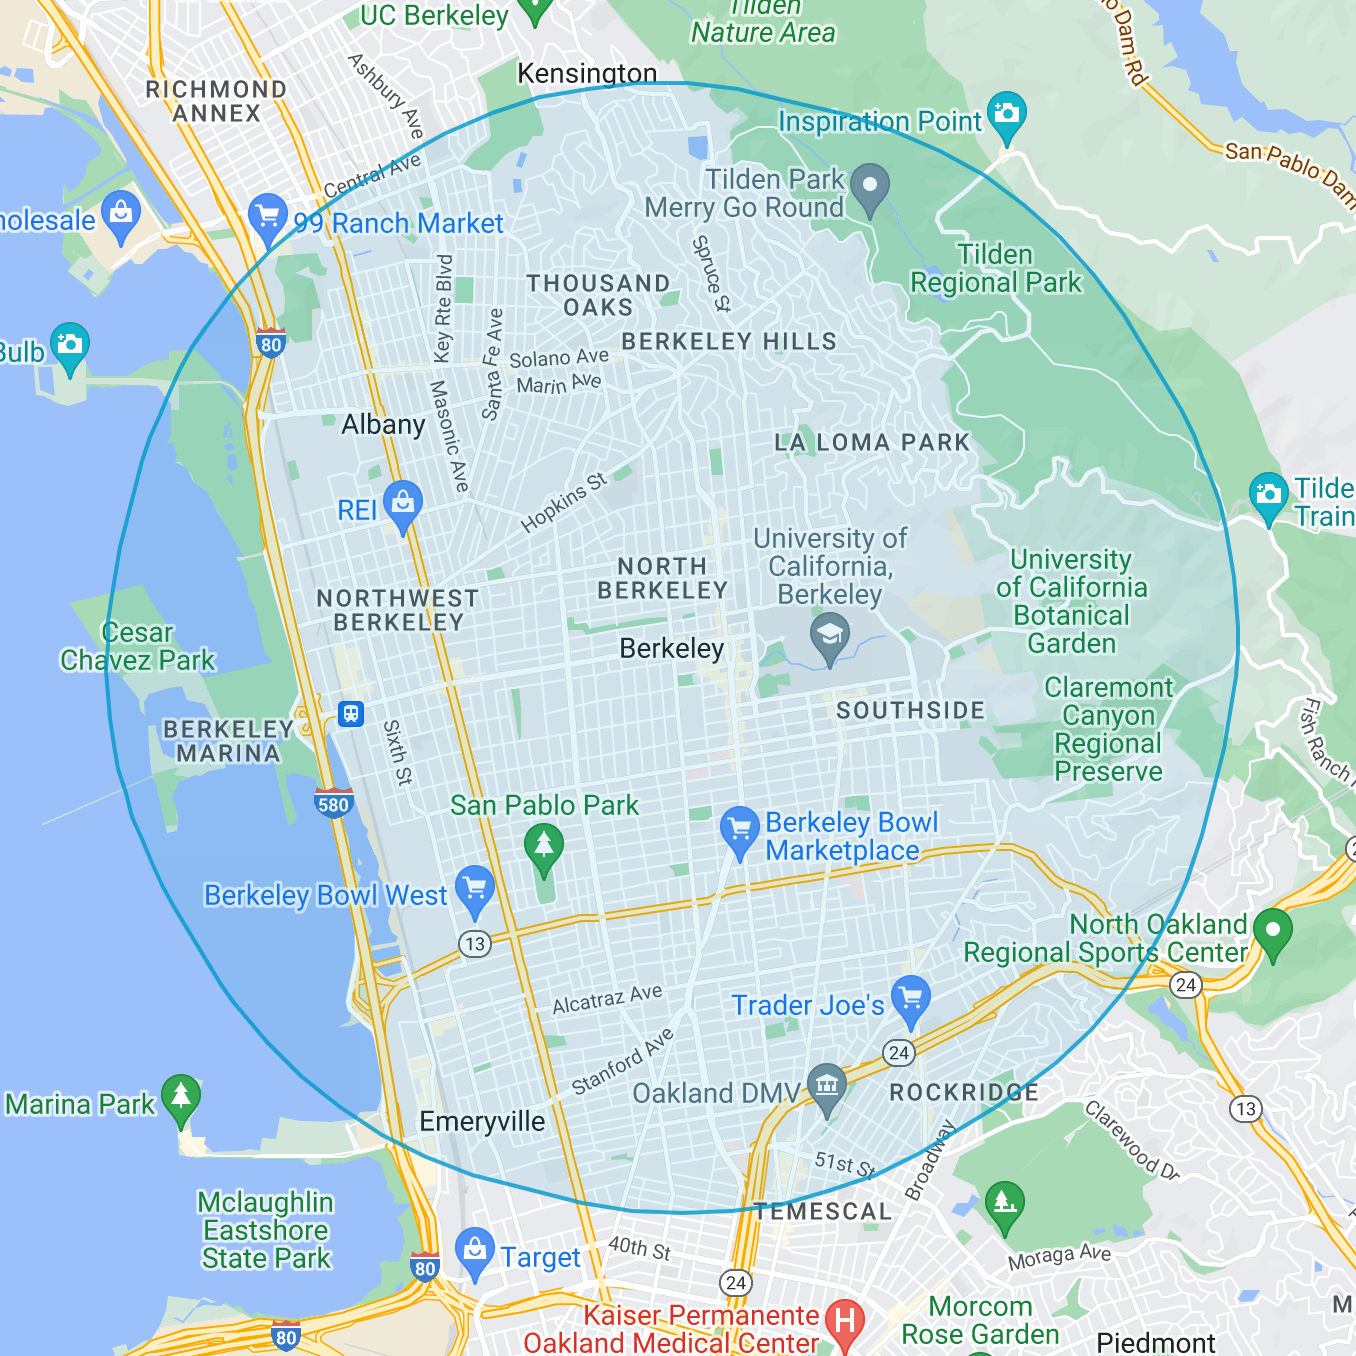 UC Berkeley
Tilden
Nature Area
Dam Rd
Kensington
RICHMOND
ANNEX
Ashbury Ave
Inspiration Point
San Pablo Dam
Central Ave
Tilden Park
Merry Go Round
99 Ranch Market
Spruce St
Tilden
Regional Park
THOUSAND
OAKS
Key Rte Blvd
Santa Fe Ave
80
BERKELEY HILLS
Bulb
Solano Ave
Marin Ave
Masonic Ave
Albany
LA LOMA PARK
REI
Hopkins St
Tilde
Train
University of
California,
Berkeley
NORTH
BERKELEY
University
of California
Botanical
Garden
NORTHWEST
BERKELEY
Cesar
Chavez Park
Berkeley
Claremont
Canyon
Regional
Preserve
SOUTHSIDE
BERKELEY
MARINA
Sixth St
Fish Ranch
580
San Pablo Park
Berkeley Bowl
Marketplace
Berkeley Bowl West
13
North Oakland
Regional Sports Center
24
Alcatraz Ave
Trader Joe's
24
Stanford Ave
Oakland DMV
ROCKRIDGE
Marina Park
Emeryville
13
Clarewood Dr
51st St
Broadway
Mclaughlin
Eastshore
State Park
TEMESCAL
40th St
Target
80
24
Moraga Ave
Kaiser Permanente
Oakland Medical Center
H
Morcom
Rose Garden
80
Piedmont